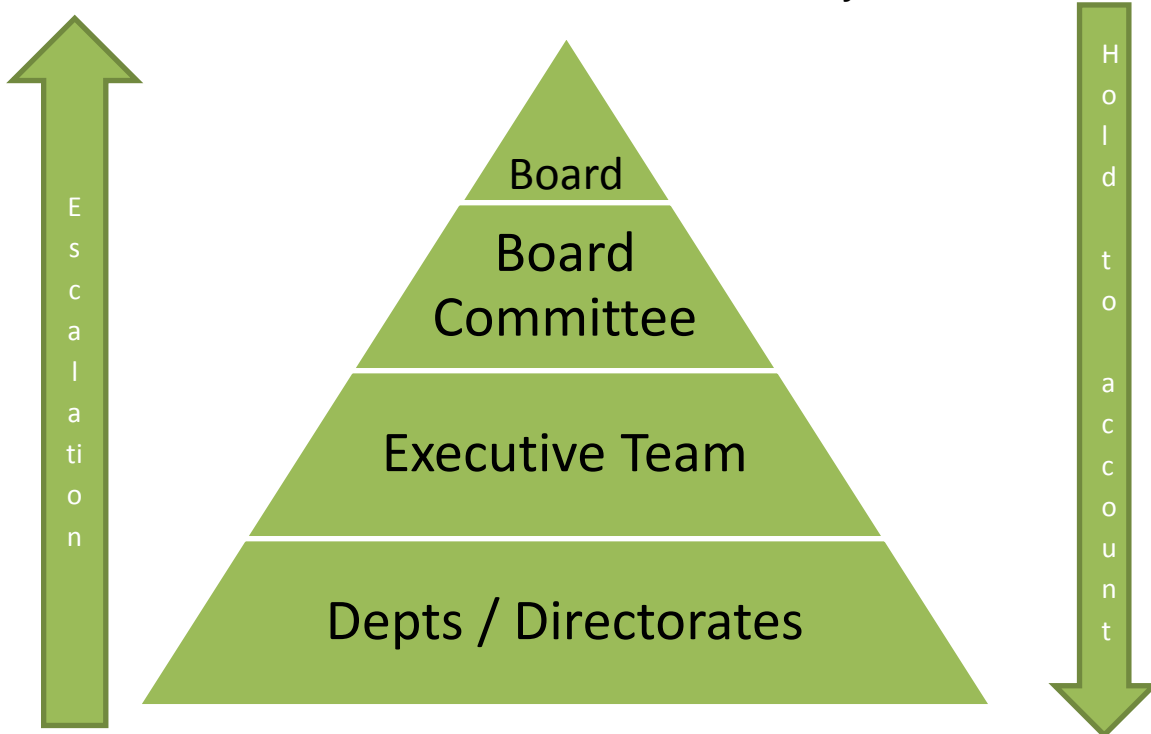 Escalation
Board
Board
Committee
Executive Team
Depts / Directorates
Hold to account